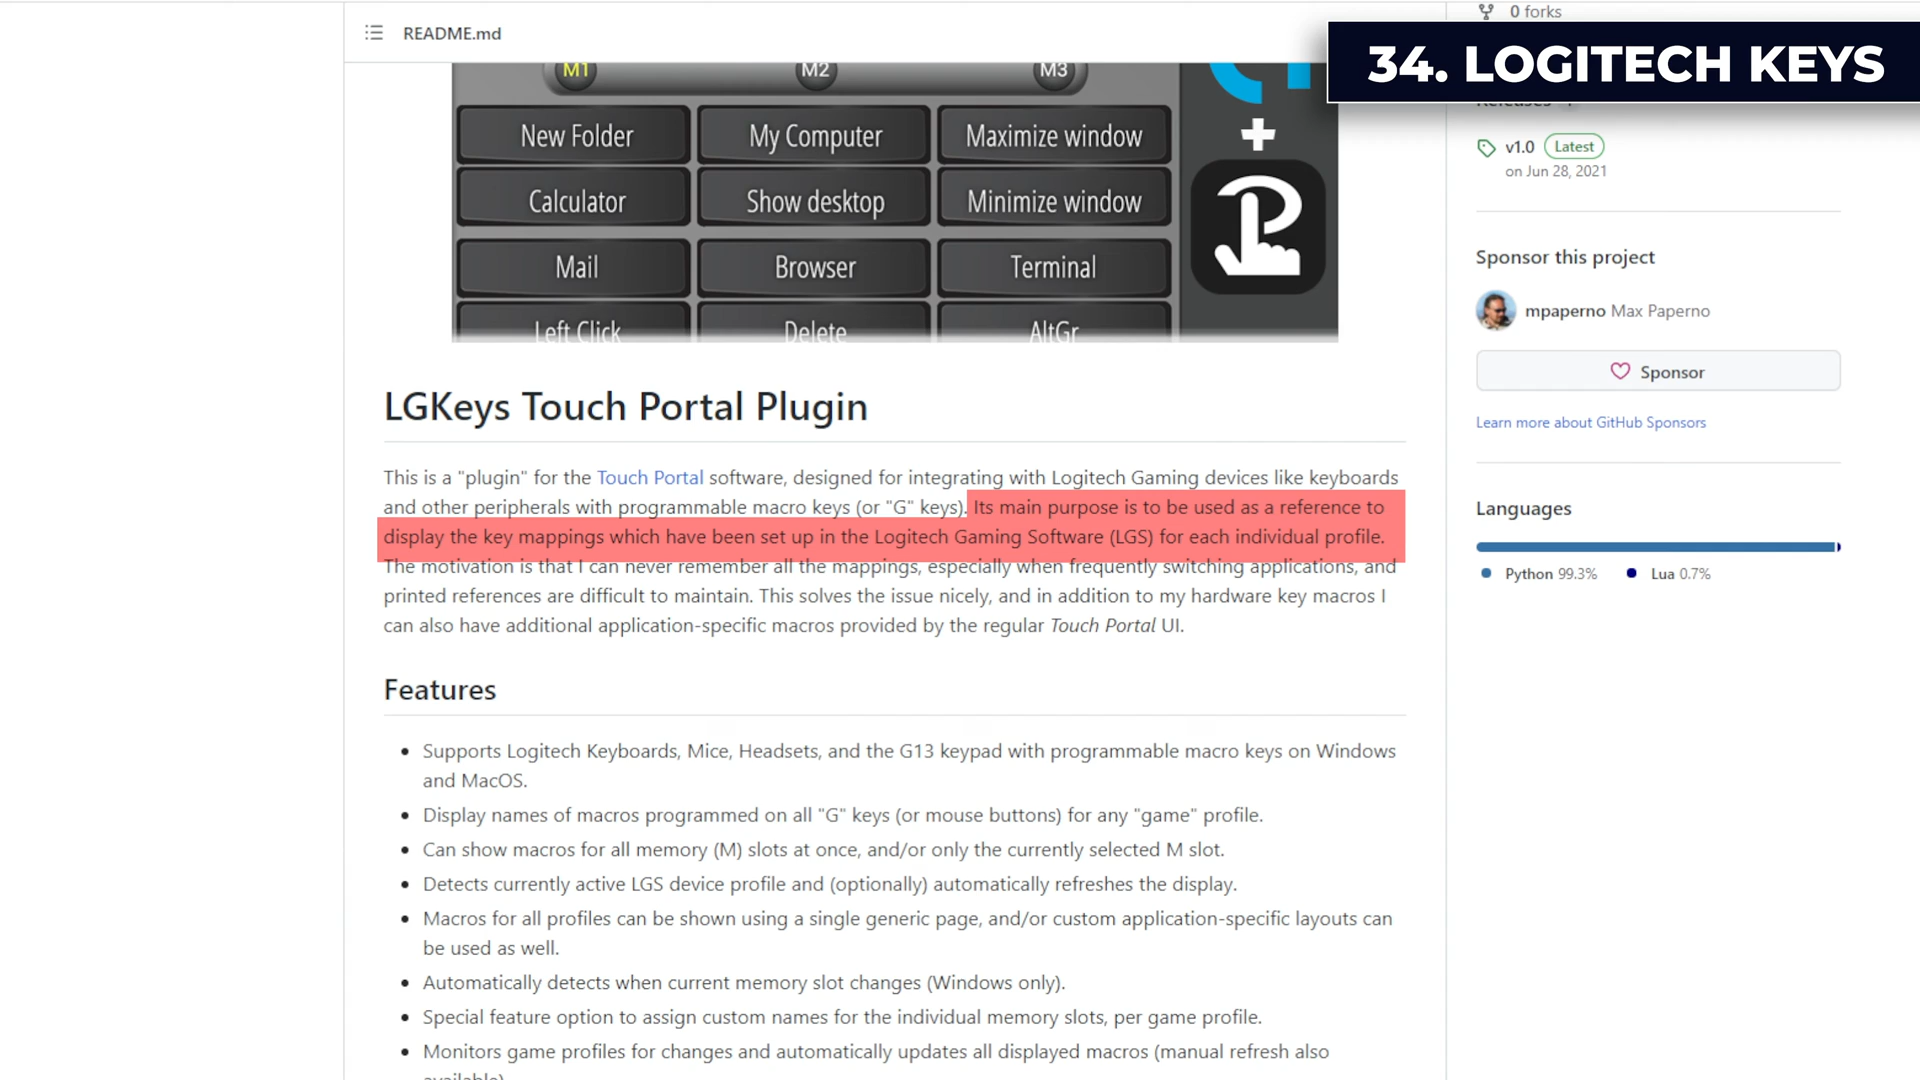 0 forks
README.md
34. LOGITECH KEYS
M1 M2 M3
New Folder My Computer Maximize window
Calculator Show desktop Minimize window
Mail Browser Terminal
Left Click Delete AltGr
v1.0 Latest
on Jun 28, 2021
Sponsor this project
mpaperno Max Paperno
Sponsor
Learn more about GitHub Sponsors
Languages
Python 99.3% Lua 0.7%
LGKeys Touch Portal Plugin
This is a "plugin" for the Touch Portal software, designed for integrating with Logitech Gaming devices like keyboards
and other peripherals with programmable macro keys (or "G" keys). Its main purpose is to be used as a reference to
display the key mappings which have been set up in the Logitech Gaming Software (LGS) for each individual profile.
The motivation is that I can never remember all the mappings, especially when frequently switching applications, and
printed references are difficult to maintain. This solves the issue nicely, and in addition to my hardware key macros I
can also have additional application-specific macros provided by the regular Touch Portal UI.
Features
Supports Logitech Keyboards, Mice, Headsets, and the G13 keypad with programmable macro keys on Windows
and MacOS.
Display names of macros programmed on all "G" keys (or mouse buttons) for any "game" profile.
Can show macros for all memory (M) slots at once, and/or only the currently selected M slot.
Detects currently active LGS device profile and (optionally) automatically refreshes the display.
Macros for all profiles can be shown using a single generic page, and/or custom application-specific layouts can
be used as well.
Automatically detects when current memory slot changes (Windows only).
Special feature option to assign custom names for the individual memory slots, per game profile.
Monitors game profiles for changes and automatically updates all displayed macros (manual refresh also
available)